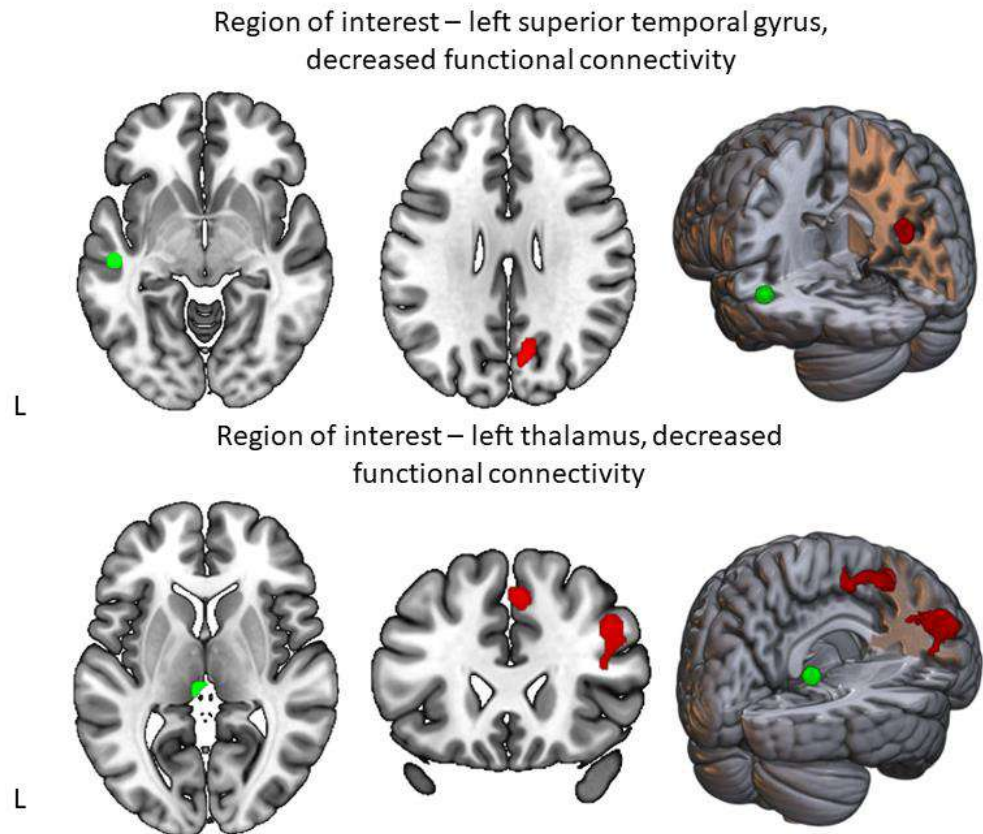 Region of interest – left superior temporal gyrus,
decreased functional connectivity
L
Region of interest – left thalamus, decreased
functional connectivity
L